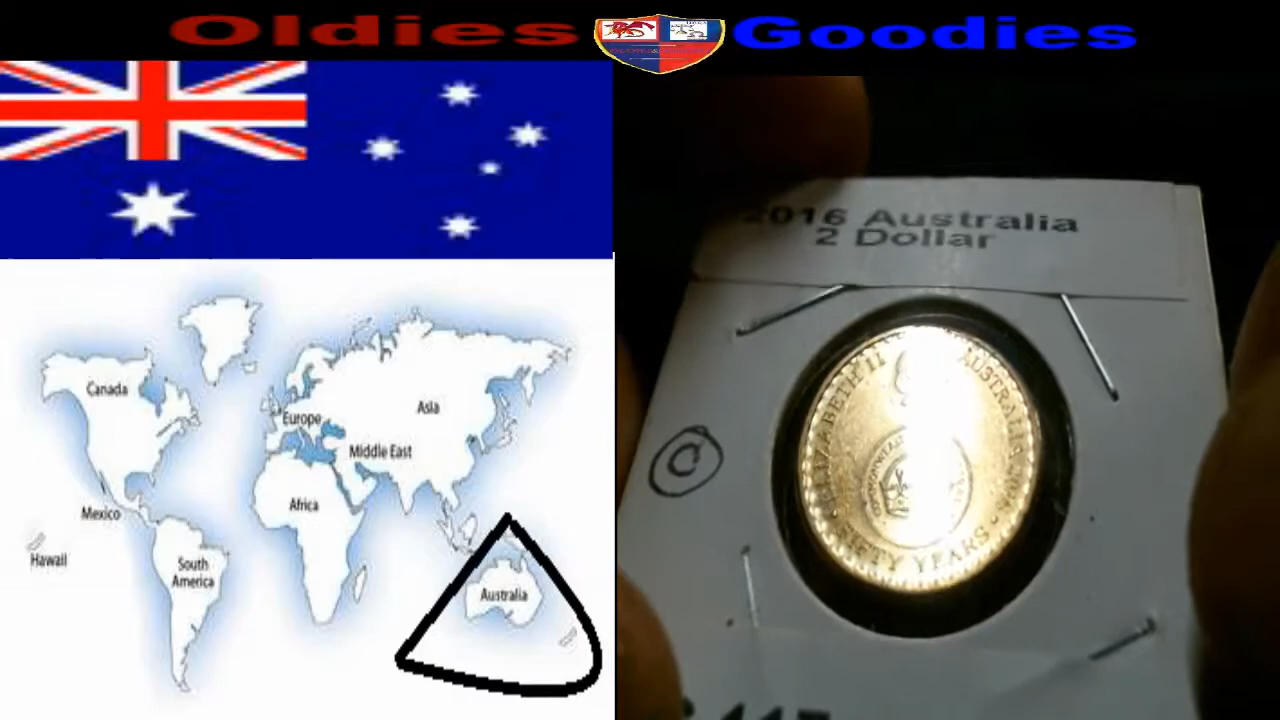 Oldies Goodies
Canada
Europe
Asia
Middle East
Africa
Mexico
Hawaii
South
America
Australia
2016 Australia
2 Dollar
C
ELIZABETH II AUSTRALIA 2016
FIFTY YEARS